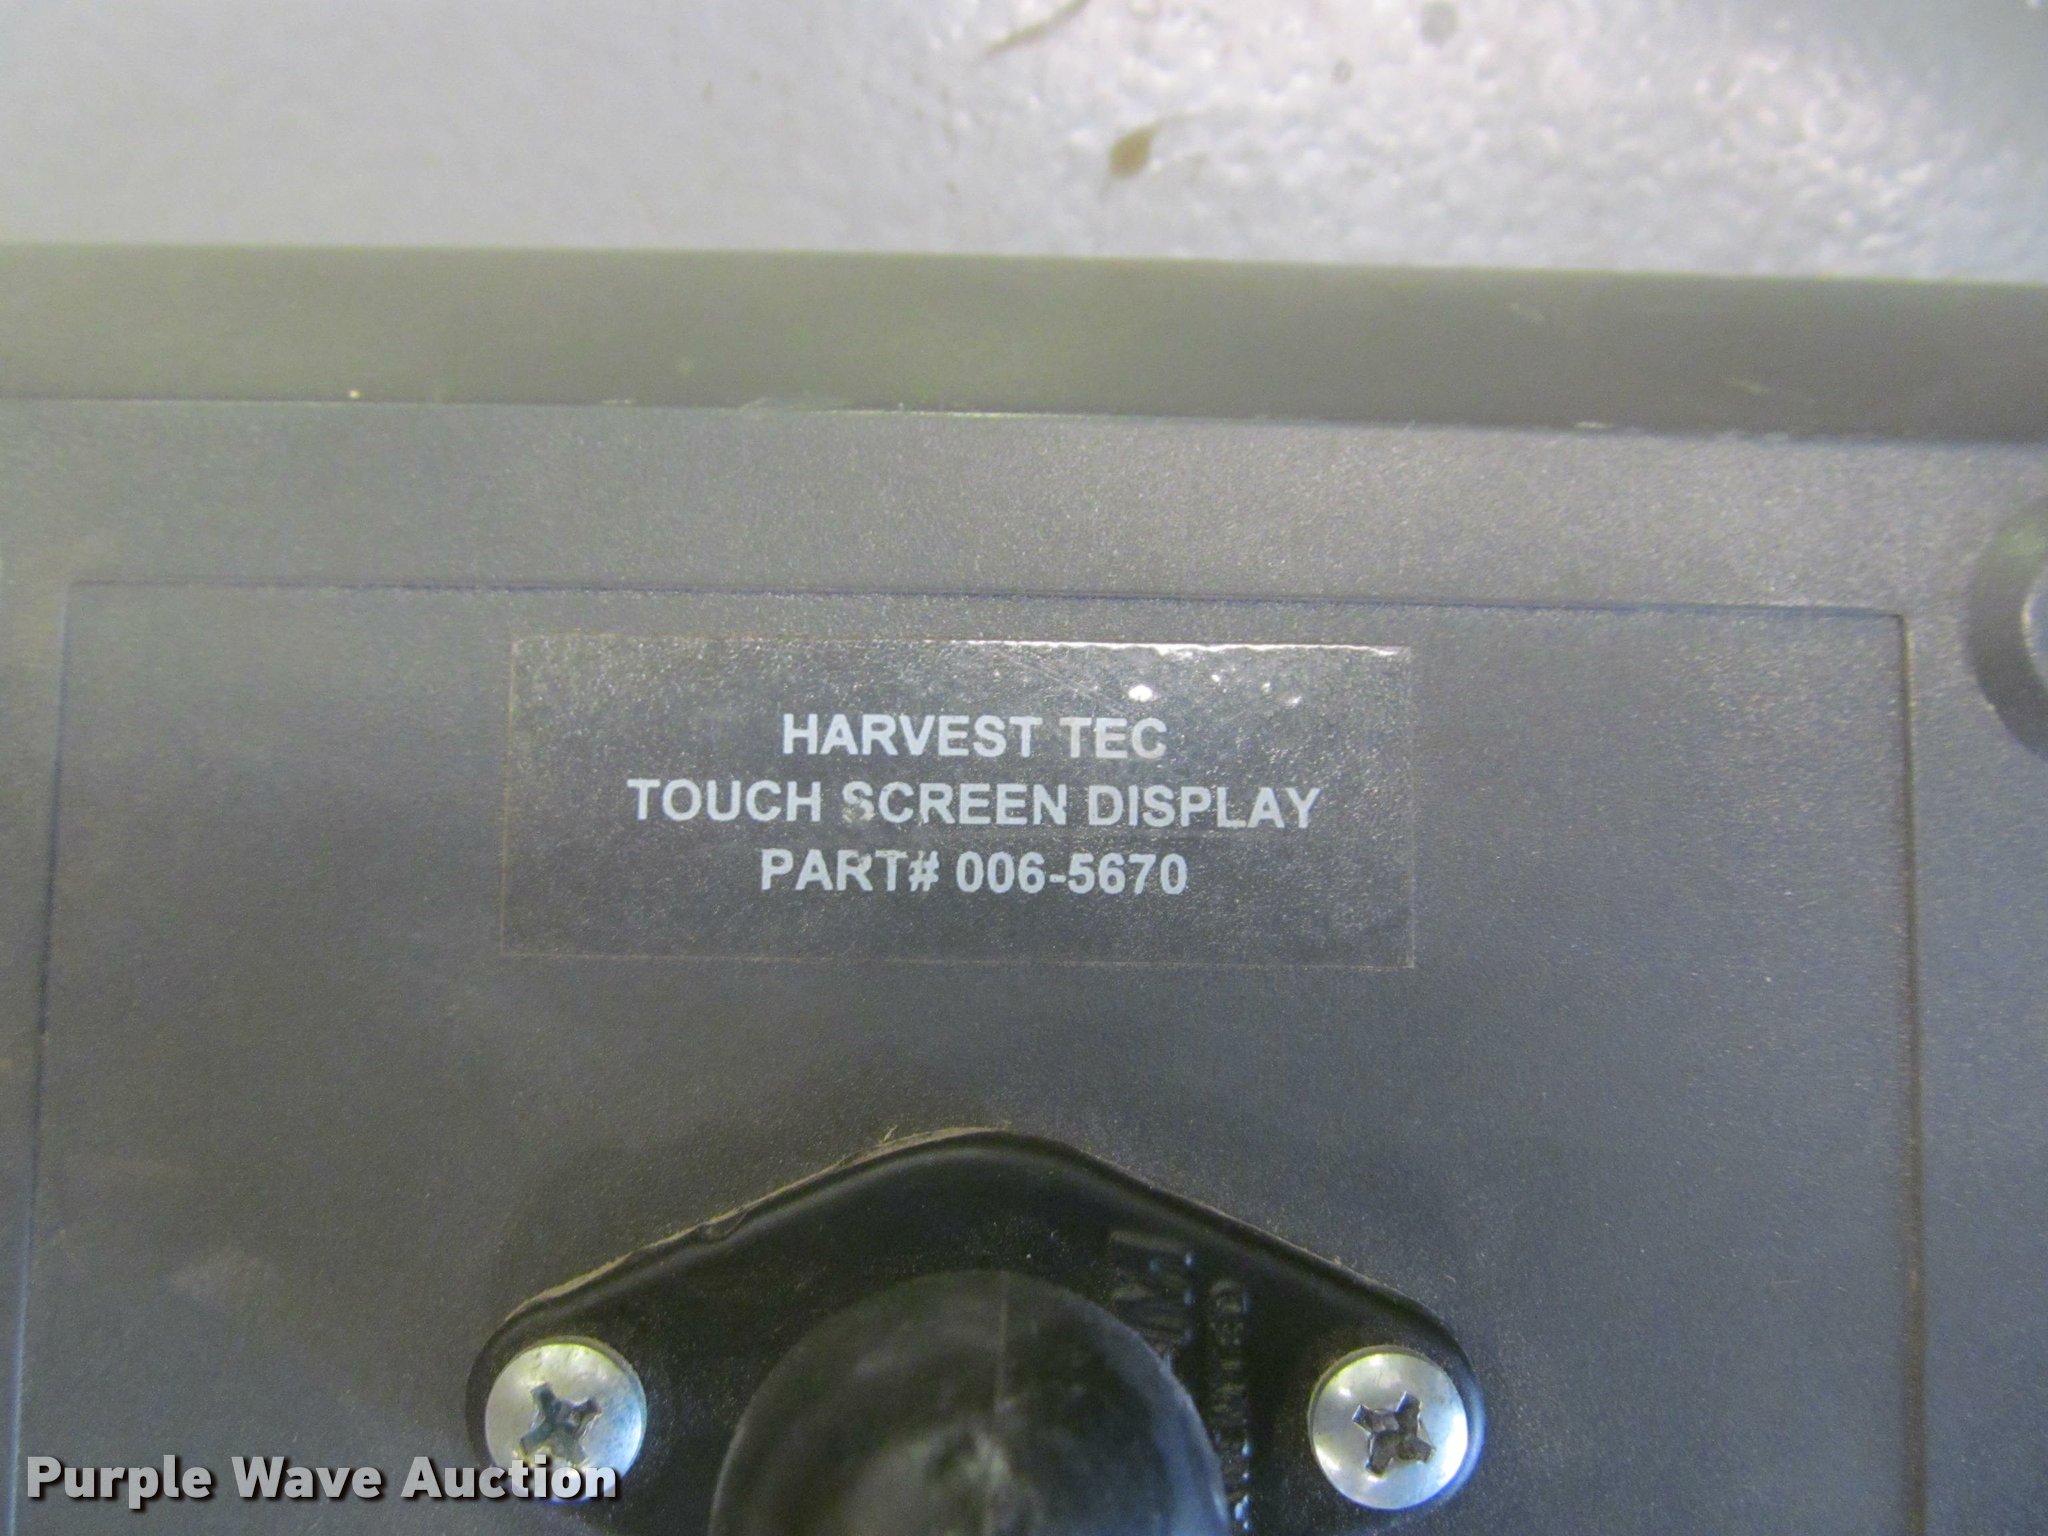 HARVEST TEC
TOUCH SCREEN DISPLAY
PART# 006-5670
Purple Wave Auction